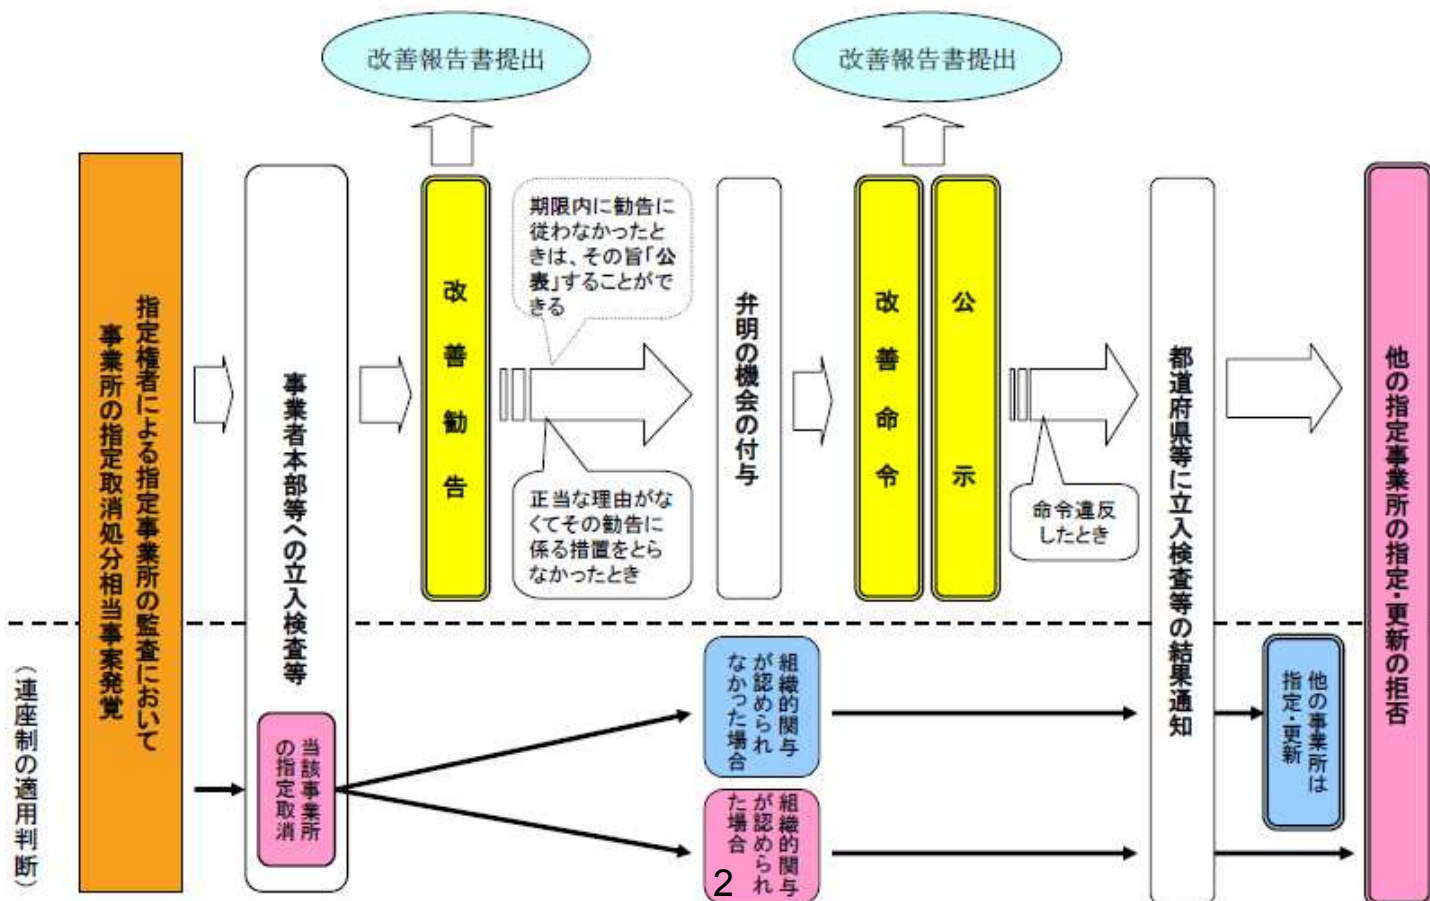 改善報告書提出
改善報告書提出
指定権者による指定事業所の監査において
事業所の指定取消処分相当事案発覚
事業者本部等への立入検査等
改善勧告
期限内に勧告に
従わなかったと
きは、その旨「公
表」することがで
きる
正当な理由がな
くてその勧告に
係る措置をとら
なかったとき
弁明の機会の付与
改善命令
公示
命令違反
したとき
都道府県等に立入検査等の結果通知
他の指定事業所の指定・更新の拒否
（連座制の適用判断）
当該事業所
の指定取消
組織的関与
が認められ
なかった場合
組織的関与
が認められ
た場合
他の事業所は
指定・更新
2